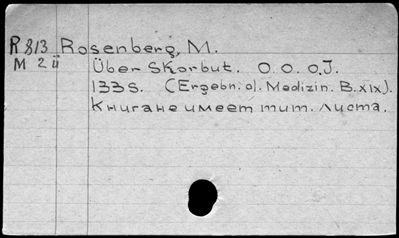 R 813 Rosenberg, M.
M 2 ü Über Skorbut. O. O. O.J.
133 S. (Ergebn. d. Medizin. B. XIX).
Книга не имеет тит. листа.